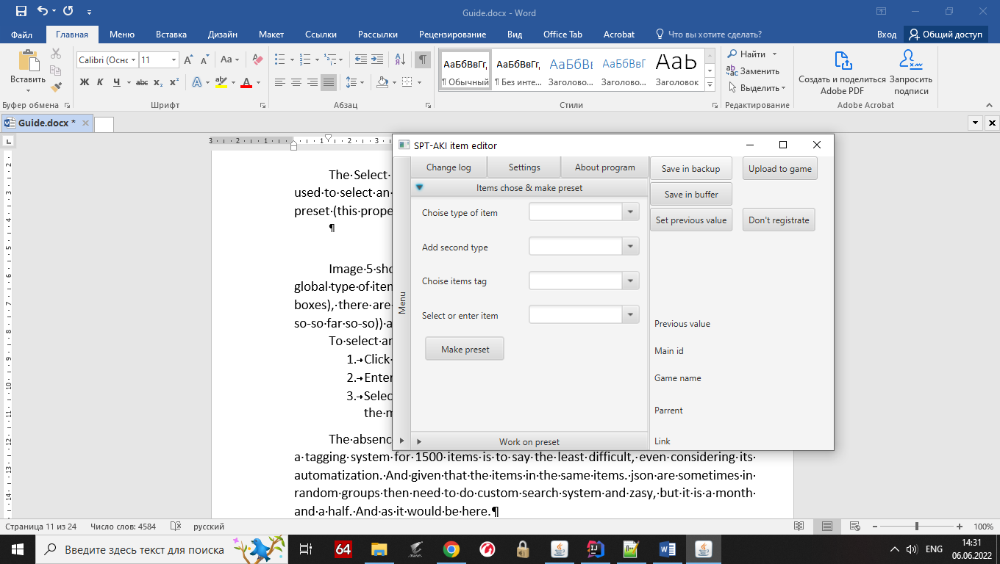 Guide.docx - Word
Файл Главная Меню Вставка Дизайн Макет Ссылки Рассылки Рецензирование Вид Office Tab Acrobat Что вы хотите сделать? Вход Общий доступ
Вставить
Calibri (Оснс 11
Aa
Ж К Ч abc x₂ x²
АаБбВвГг, АаБбВвГг, АаБбВı АаБбВвГ АаЬ
¶ Обычный ¶ Без инте... Заголово... Заголово... Заголовок
Найти
Заменить
Выделить
Создать и поделиться Adobe PDF
Запросить подписи
Буфер обмена Шрифт Абзац Стили Редактирование Adobe Acrobat
Guide.docx *
3 2 1 1 2 3
The Select
used to select an
preset (this prope
¶
Image 5 sho
global type of iter
boxes), there are
so-so far so-so)) a
To select ar
1. Click
2. Enter
3. Selec
the m
The absenc
a tagging system for 1500 items is to say the least difficult, even considering its
automatization. And given that the items in the same items. json are sometimes in
random groups then need to do custom search system and zasy, but it is a month
and a half. And as it would be here.¶
SPT-AKI item editor
Menu
Change log Settings About program
Items chose & make preset
Choise type of item
Add second type
Choise items tag
Select or enter item
Make preset
Work on preset
Save in backup Upload to game
Save in buffer
Set previous value Don't registrate
Previous value
Main id
Game name
Parrent
Link
Страница 11 из 24 Число слов: 4584 русский 100%
Введите здесь текст для поиска
64
ENG
14:31
06.06.2022